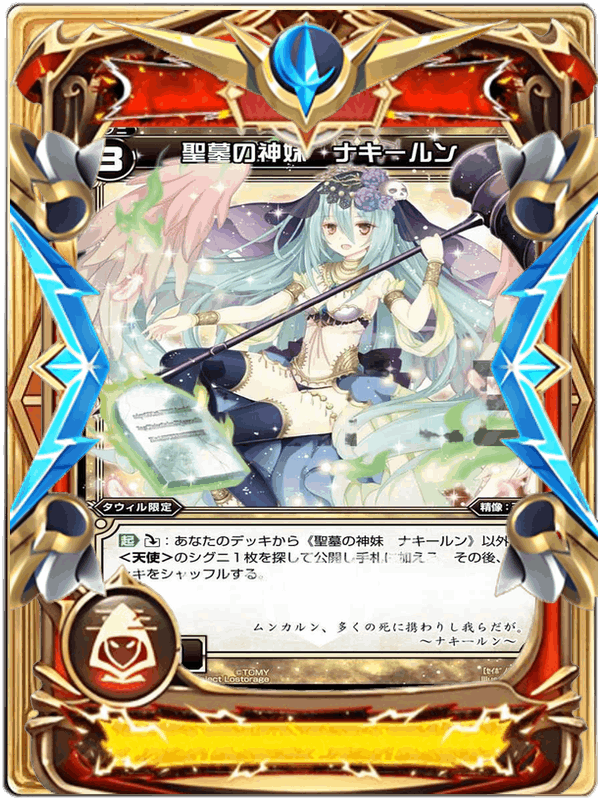 3
聖墓の神妹 ナキールン
タウィル限定
精像:
起 : あなたのデッキから《聖墓の神妹 ナキールン》以外
<天使>のシグニ1枚を探して公開し手札に加え その後、
キをシャッフルする。
ムンカルン、多くの死に携わりし我らだが。
～ナキールン～
©TOMY
ject Lostorage